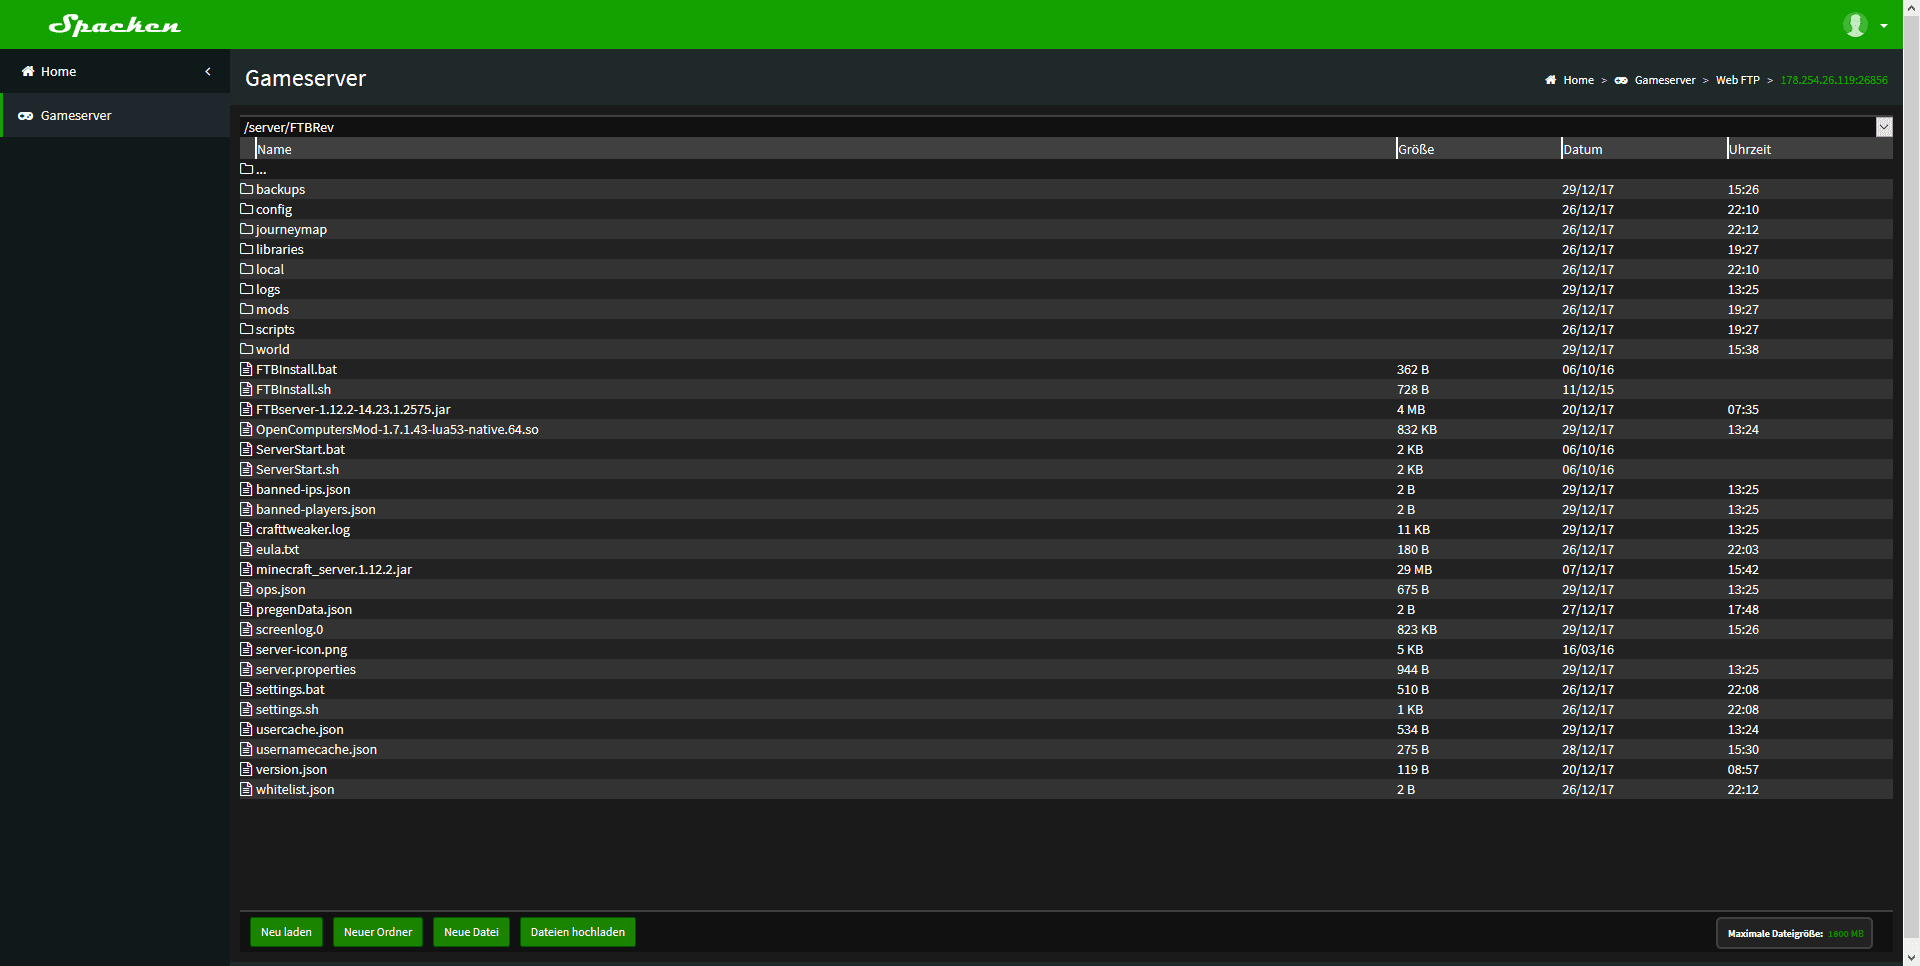 Spachen
Home
Gameserver
Gameserver
Home > Gameserver > Web FTP > 178.254.26.119:26856
/server/FTBRev
Name Größe Datum Uhrzeit
...
backups 29/12/17 15:26
config 26/12/17 22:10
journeymap 26/12/17 22:12
libraries 26/12/17 19:27
local 26/12/17 22:10
logs 29/12/17 13:25
mods 26/12/17 19:27
scripts 26/12/17 19:27
world 29/12/17 15:38
FTBInstall.bat 362 B 06/10/16
FTBInstall.sh 728 B 11/12/15
FTBserver-1.12.2-14.23.1.2575.jar 4 MB 20/12/17 07:35
OpenComputersMod-1.7.1.43-lua53-native.64.so 832 KB 29/12/17 13:24
ServerStart.bat 2 KB 06/10/16
ServerStart.sh 2 KB 06/10/16
banned-ips.json 2 B 29/12/17 13:25
banned-players.json 2 B 29/12/17 13:25
crafttweaker.log 11 KB 29/12/17 13:25
eula.txt 180 B 26/12/17 22:03
minecraft_server.1.12.2.jar 29 MB 07/12/17 15:42
ops.json 675 B 29/12/17 13:25
pregenData.json 2 B 27/12/17 17:48
screenlog.0 823 KB 29/12/17 15:26
server-icon.png 5 KB 16/03/16
server.properties 944 B 29/12/17 13:25
settings.bat 510 B 26/12/17 22:08
settings.sh 1 KB 26/12/17 22:08
usercache.json 534 B 29/12/17 13:24
usernamecache.json 275 B 28/12/17 15:30
version.json 119 B 20/12/17 08:57
whitelist.json 2 B 26/12/17 22:12
Neu laden Neuer Ordner Neue Datei Dateien hochladen
Maximale Dateigröße: 1800 MB